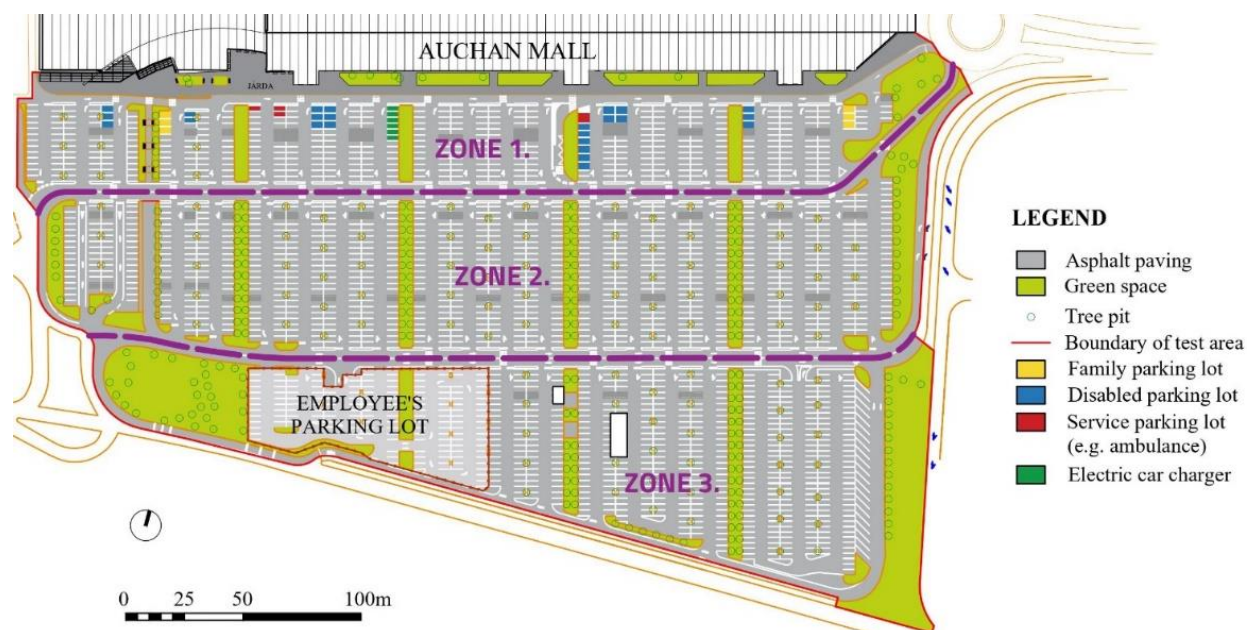 AUCHAN MALL
JÁRDA
ZONE 1.
ZONE 2.
EMPLOYEE'S
PARKING LOT
ZONE 3.
LEGEND
Asphalt paving
Green space
Tree pit
Boundary of test area
Family parking lot
Disabled parking lot
Service parking lot
(e.g. ambulance)
Electric car charger
0 25 50 100m